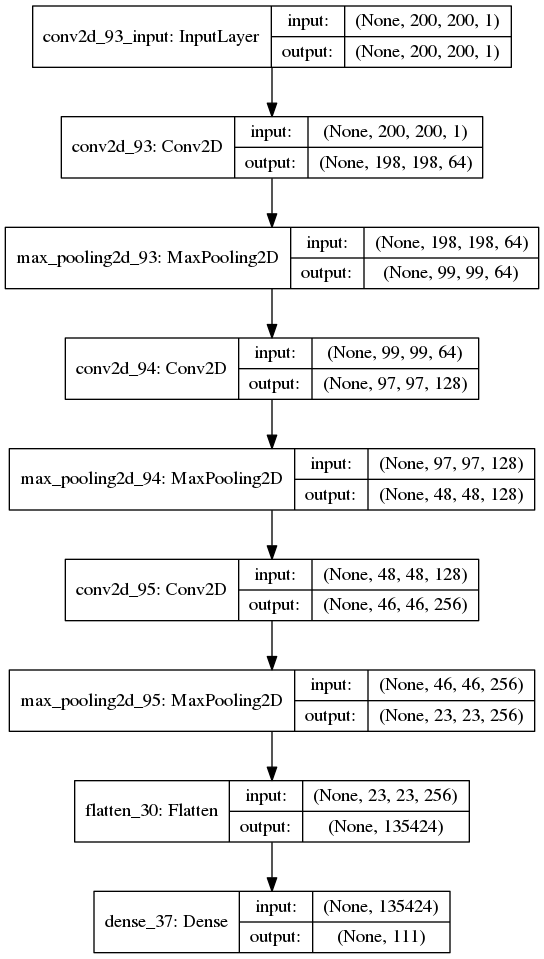 conv2d_93_input: InputLayer
input: (None, 200, 200, 1)
output: (None, 200, 200, 1)
conv2d_93: Conv2D
input: (None, 200, 200, 1)
output: (None, 198, 198, 64)
max_pooling2d_93: MaxPooling2D
input: (None, 198, 198, 64)
output: (None, 99, 99, 64)
conv2d_94: Conv2D
input: (None, 99, 99, 64)
output: (None, 97, 97, 128)
max_pooling2d_94: MaxPooling2D
input: (None, 97, 97, 128)
output: (None, 48, 48, 128)
conv2d_95: Conv2D
input: (None, 48, 48, 128)
output: (None, 46, 46, 256)
max_pooling2d_95: MaxPooling2D
input: (None, 46, 46, 256)
output: (None, 23, 23, 256)
flatten_30: Flatten
input: (None, 23, 23, 256)
output: (None, 135424)
dense_37: Dense
input: (None, 135424)
output: (None, 111)